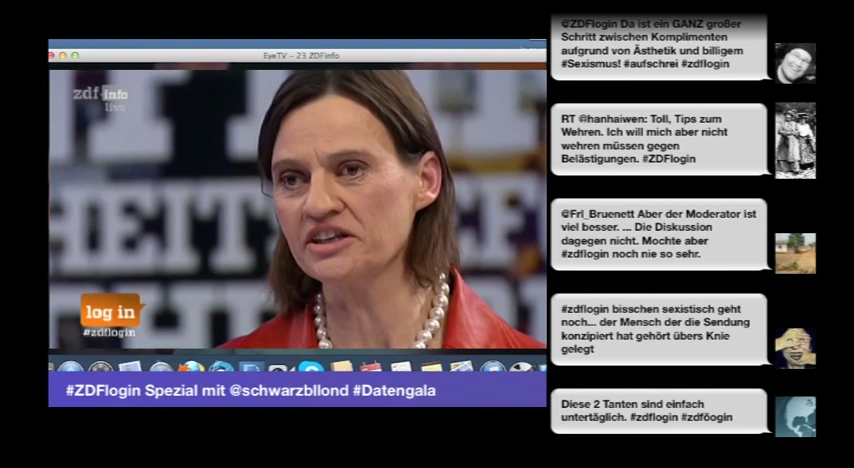 EyeTV – 23 ZDFinfo
zdf info
live
log in
#zdflogin
#ZDFlogin Spezial mit @schwarzbllond #Datengala
@ZDFlogin Da ist ein GANZ großer
Schritt zwischen Komplimenten
aufgrund von Ästhetik und billigem
#Sexismus! #aufschrei #zdflogin
RT @hanhaiwen: Toll, Tips zum
Wehren. Ich will mich aber nicht
wehren müssen gegen
Belästigungen. #ZDFlogin
@Frl_Bruenett Aber der Moderator ist
viel besser. ... Die Diskussion
dagegen nicht. Mochte aber
#zdflogin noch nie so sehr.
#zdflogin bisschen sexistisch geht
noch... der Mensch der die Sendung
konzipiert hat gehört übers Knie
gelegt
Diese 2 Tanten sind einfach
untertäglich. #zdflogin #zdföogin